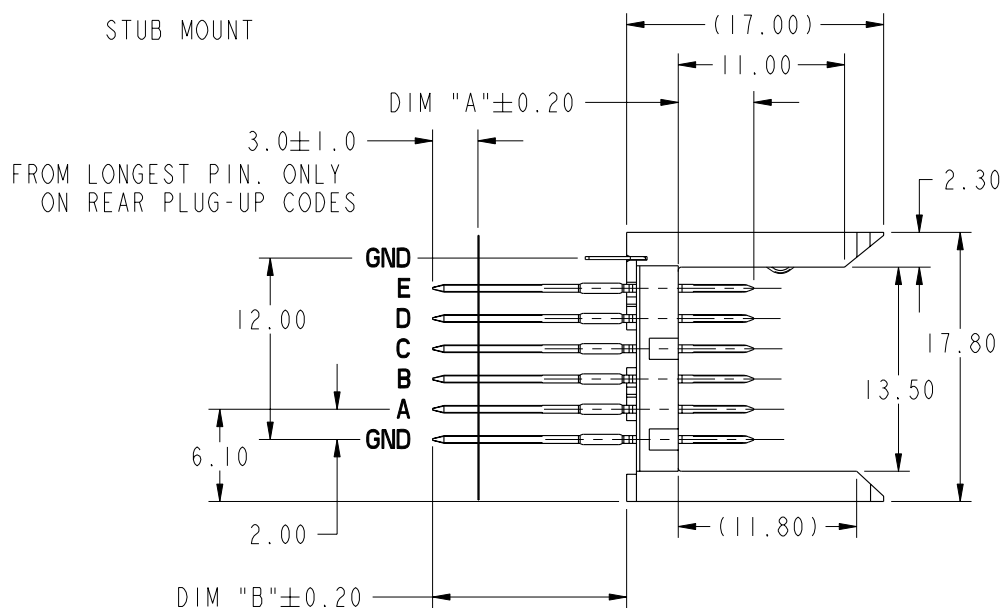 STUB MOUNT
(17.00)
11.00
DIM "A"±0.20
3.0±1.0
FROM LONGEST PIN. ONLY
ON REAR PLUG-UP CODES
2.30
GND
E
D
12.00
C
17.80
B
13.50
A
GND
6.10
2.00
(11.80)
DIM "B"±0.20